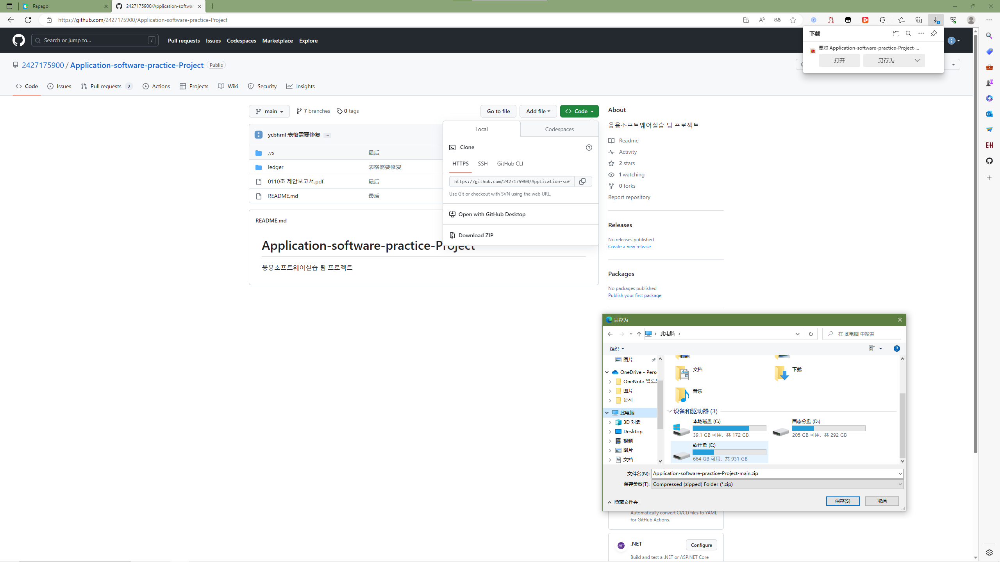 Papago
2427175900/Application-softwar
https://github.com/2427175900/Application-software-practice-Project
下载
要对 Application-software-practice-Project-...
打开
另存为
Search or jump to...
/
Pull requests
Issues
Codespaces
Marketplace
Explore
2427175900 / Application-software-practice-Project
Public
Code
Issues
Pull requests 2
Actions
Projects
Wiki
Security
Insights
main
7 branches
0 tags
Go to file
Add file
Code
ycbhml 表格需要修复 ...
.vs 最后
ledger 表格需要修复
0110조 제안보고서.pdf 最后
README.md 最后
Local
Codespaces
Clone
HTTPS
SSH
GitHub CLI
https://github.com/2427175900/Application-sof
Use Git or checkout with SVN using the web URL.
Open with GitHub Desktop
Download ZIP
README.md
Application-software-practice-Project
응용소프트웨어실습 팀 프로젝트
About
응용소프트웨어실습 팀 프로젝트
Readme
Activity
2 stars
1 watching
0 forks
Report repository
Releases
No releases published
Create a new release
Packages
No packages published
Publish your first package
另存为
此电脑
在 此电脑 中搜索
组织
图片
OneDrive - Pers
OneNote 업로드
图片
문서
此电脑
3D 对象
Desktop
视频
图片
文档
文档
下载
音乐
设备和驱动器 (3)
本地磁盘 (C:)
39.1 GB 可用，共 172 GB
固态分盘 (D:)
205 GB 可用，共 292 GB
软件盘 (E:)
664 GB 可用，共 931 GB
文件名(N): Application-software-practice-Project-main.zip
保存类型(T): Compressed (zipped) Folder (*.zip)
隐藏文件夹
保存(S)
取消
Automatically convert CI/CD files to YAML
for GitHub Actions.
.NET
.NET
Configure
Build and test a .NET or ASP.NET Core
E·H